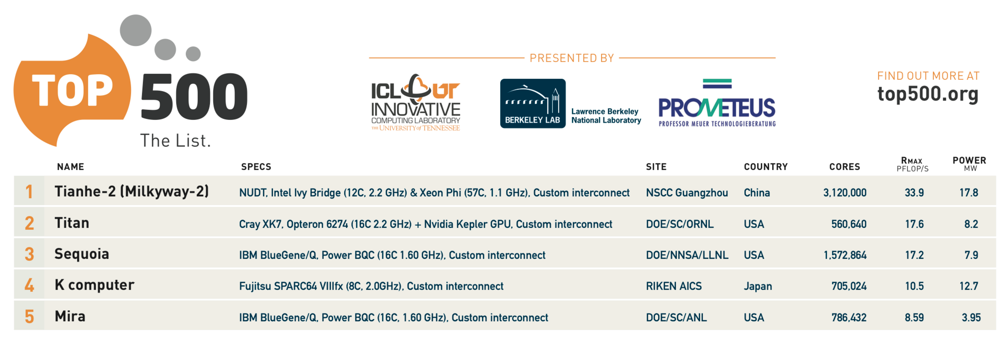 TOP 500
The List.
PRESENTED BY
ICL UT
INNOVATIVE
COMPUTING LABORATORY
THE UNIVERSITY of TENNESSEE
BERKELEY LAB
Lawrence Berkeley
National Laboratory
PROMETEUS
PROFESSOR MEUER TECHNOLOGIEBERATUNG
FIND OUT MORE AT
top500.org
NAME SPECS SITE COUNTRY CORES RMAX PFLOP/S POWER MW
1 Tianhe-2 (Milkyway-2) NUDT, Intel Ivy Bridge (12C, 2.2 GHz) & Xeon Phi (57C, 1.1 GHz), Custom interconnect NSCC Guangzhou China 3,120,000 33.9 17.8
2 Titan Cray XK7, Opteron 6274 (16C 2.2 GHz) + Nvidia Kepler GPU, Custom interconnect DOE/SC/ORNL USA 560,640 17.6 8.2
3 Sequoia IBM BlueGene/Q, Power BQC (16C 1.60 GHz), Custom interconnect DOE/NNSA/LLNL USA 1,572,864 17.2 7.9
4 K computer Fujitsu SPARC64 VIIIfx (8C, 2.0GHz), Custom interconnect RIKEN AICS Japan 705,024 10.5 12.7
5 Mira IBM BlueGene/Q, Power BQC (16C, 1.60 GHz), Custom interconnect DOE/SC/ANL USA 786,432 8.59 3.95